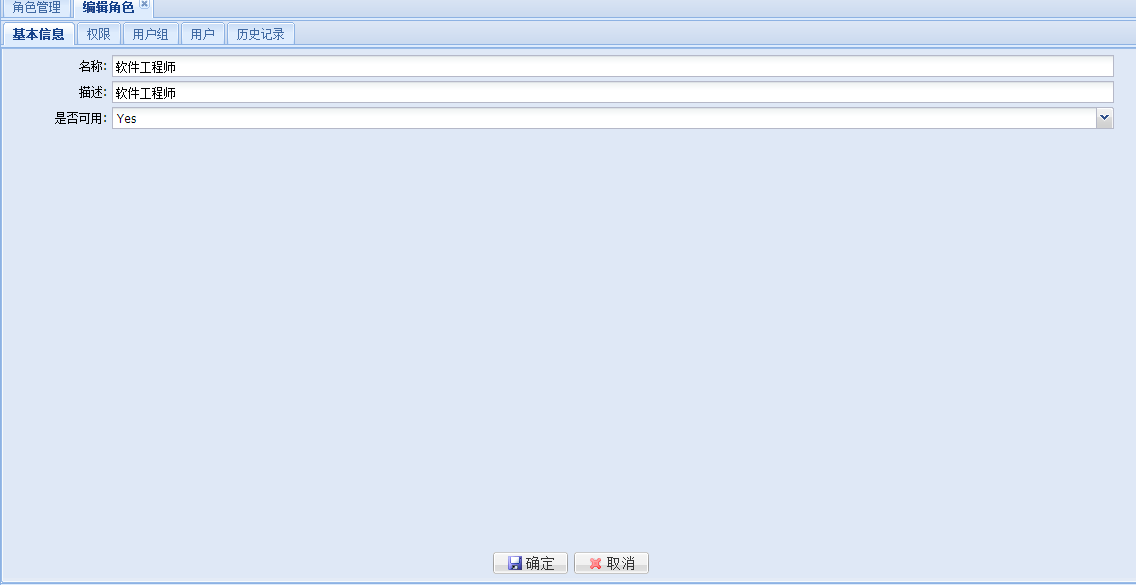 角色管理 编辑角色
基本信息 权限 用户组 用户 历史记录
名称: 软件工程师
描述: 软件工程师
是否可用: Yes
确定 取消